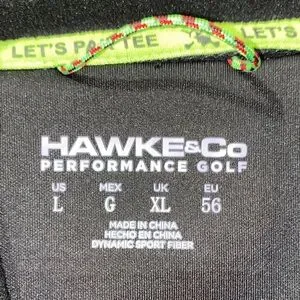 LET'S PAR TEE
HAWKE&Co
PERFORMANCE GOLF
US MEX UK EU
L G XL 56
MADE IN CHINA
HECHO EN CHINA
DYNAMIC SPORT FIBER